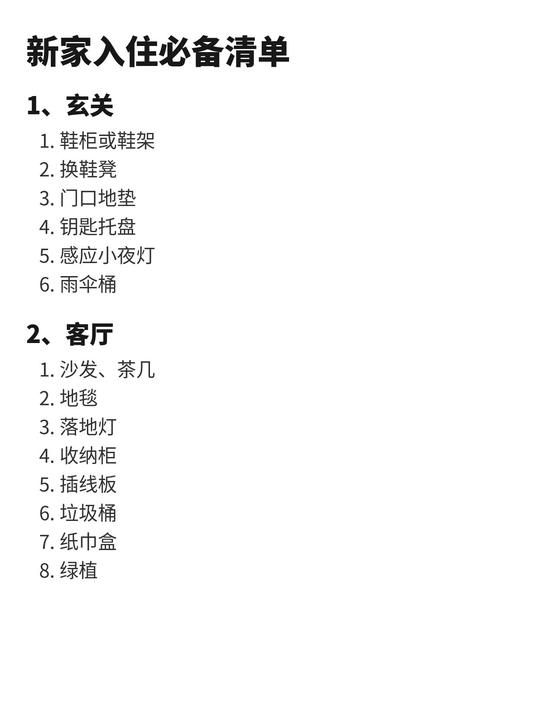 新家入住必备清单
1、玄关
1. 鞋柜或鞋架
2. 换鞋凳
3. 门口地垫
4. 钥匙托盘
5. 感应小夜灯
6. 雨伞桶
2、客厅
1. 沙发、茶几
2. 地毯
3. 落地灯
4. 收纳柜
5. 插线板
6. 垃圾桶
7. 纸巾盒
8. 绿植